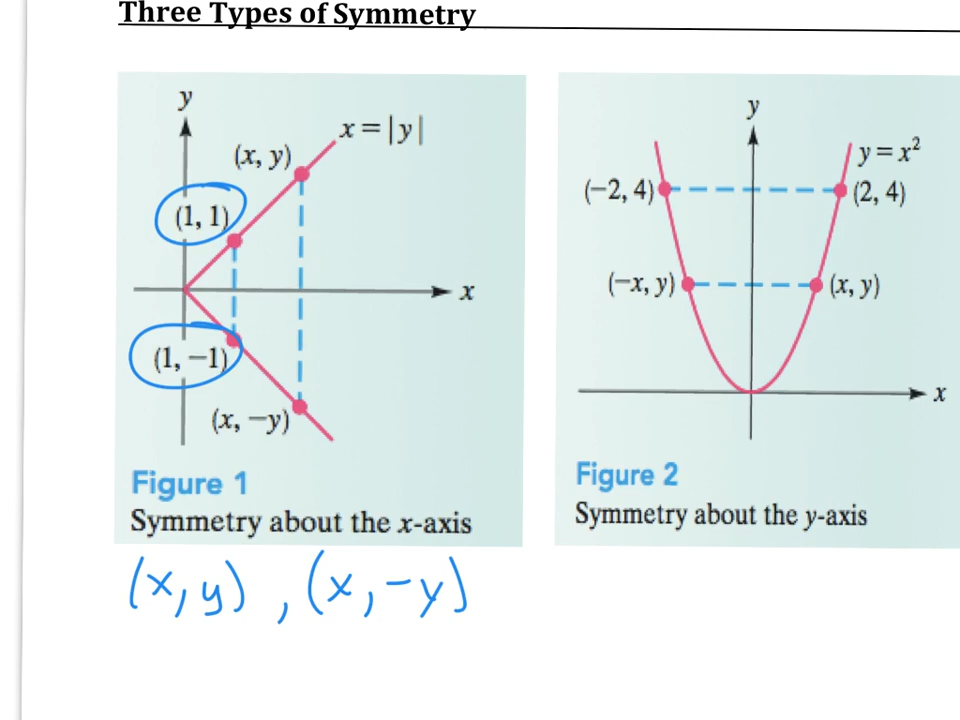 Three Types of Symmetry
y
x = |y|
(x, y)
(1, 1)
x
(1, −1)
(x, −y)
Figure 1
Symmetry about the x-axis
(x, y) , (x, -y)
y
y = x²
(−2, 4)
(2, 4)
(−x, y)
(x, y)
x
Figure 2
Symmetry about the y-axis